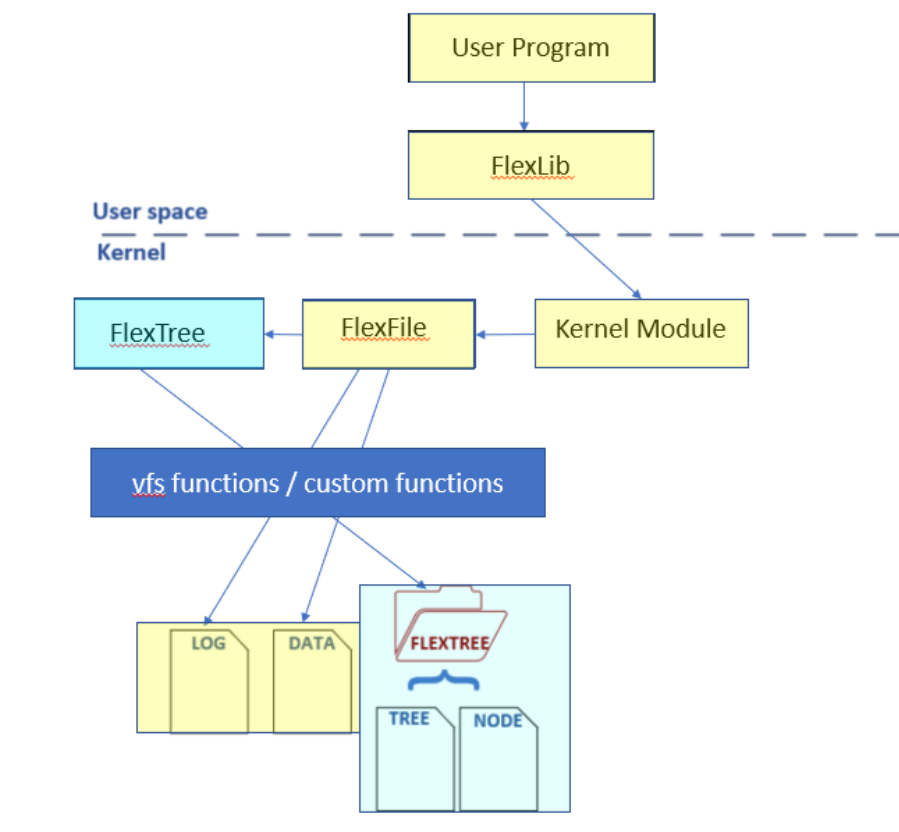 User Program
FlexLib
User space
Kernel
FlexTree
FlexFile
Kernel Module
vfs functions / custom functions
LOG
DATA
FLEXTREE
TREE
NODE